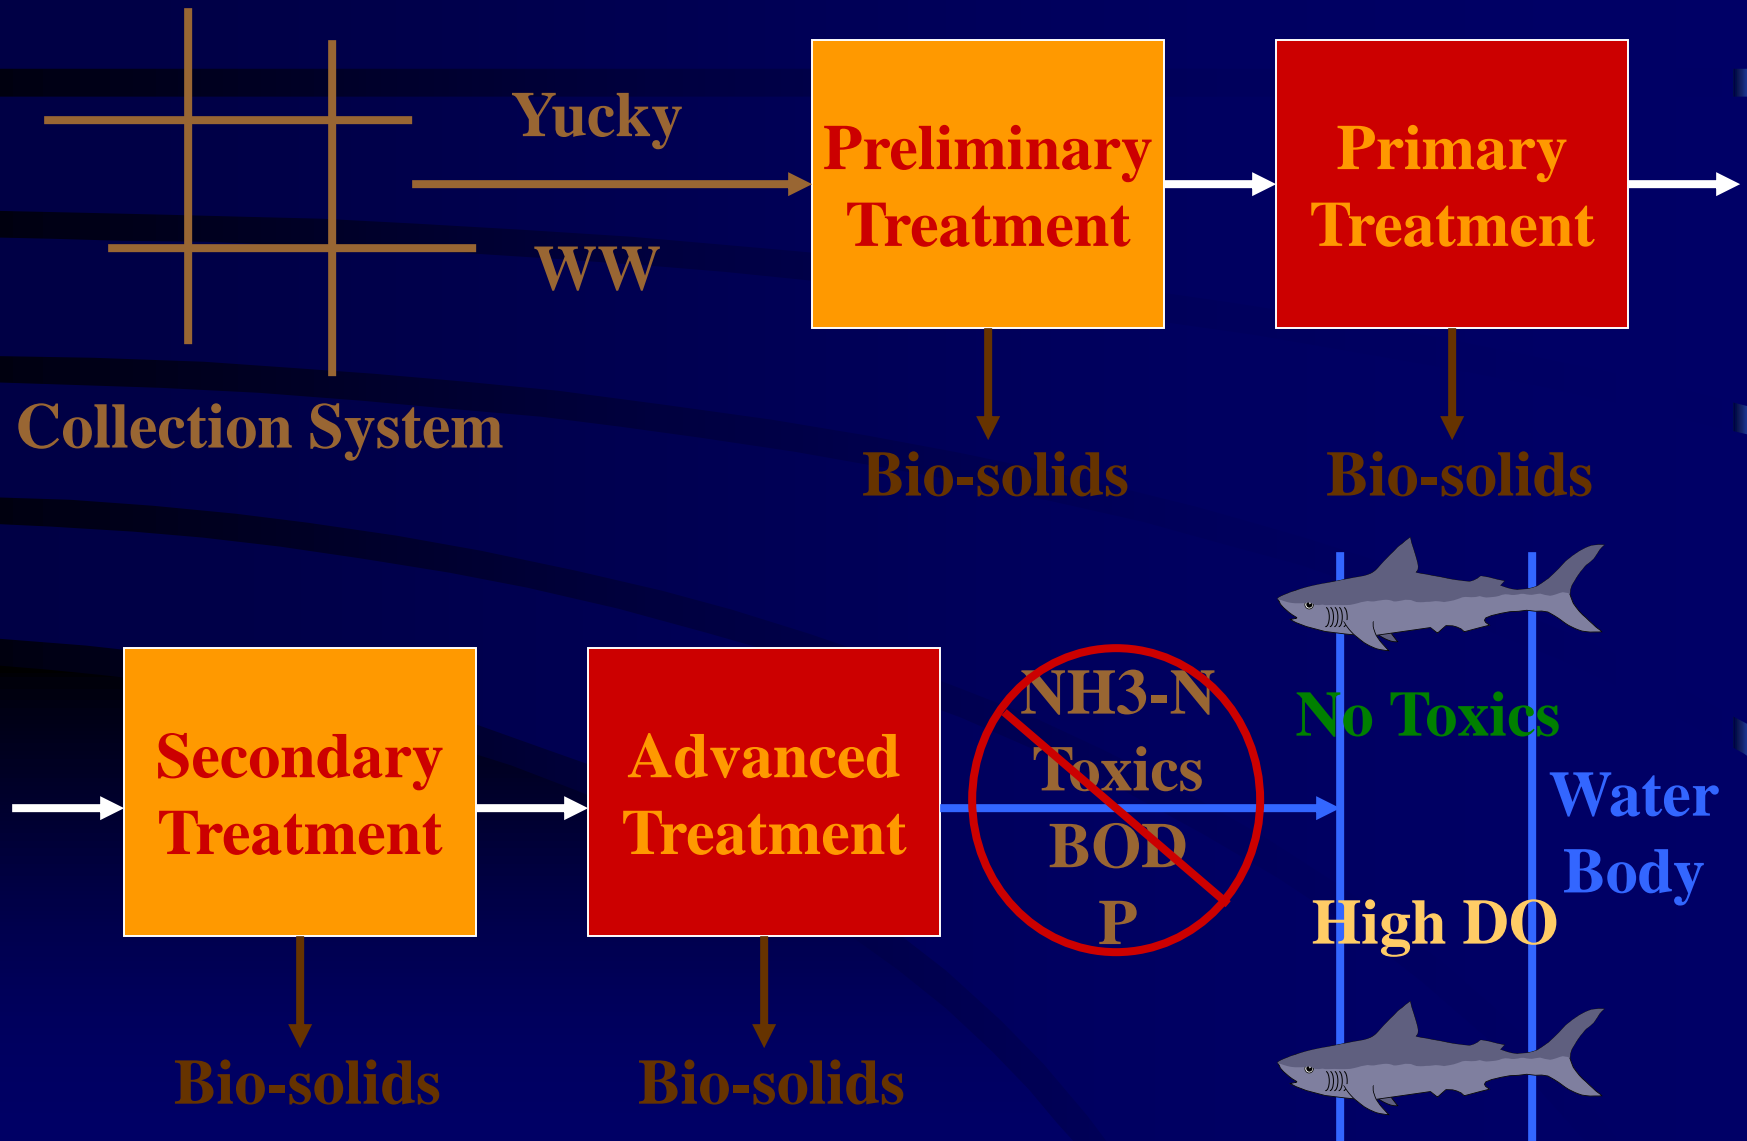 Yucky
WW
Collection System
Preliminary
Treatment
Primary
Treatment
Bio-solids
Bio-solids
Secondary
Treatment
Advanced
Treatment
NH3-N
Toxics
BOD
P
No Toxics
Water
Body
High DO
Bio-solids
Bio-solids